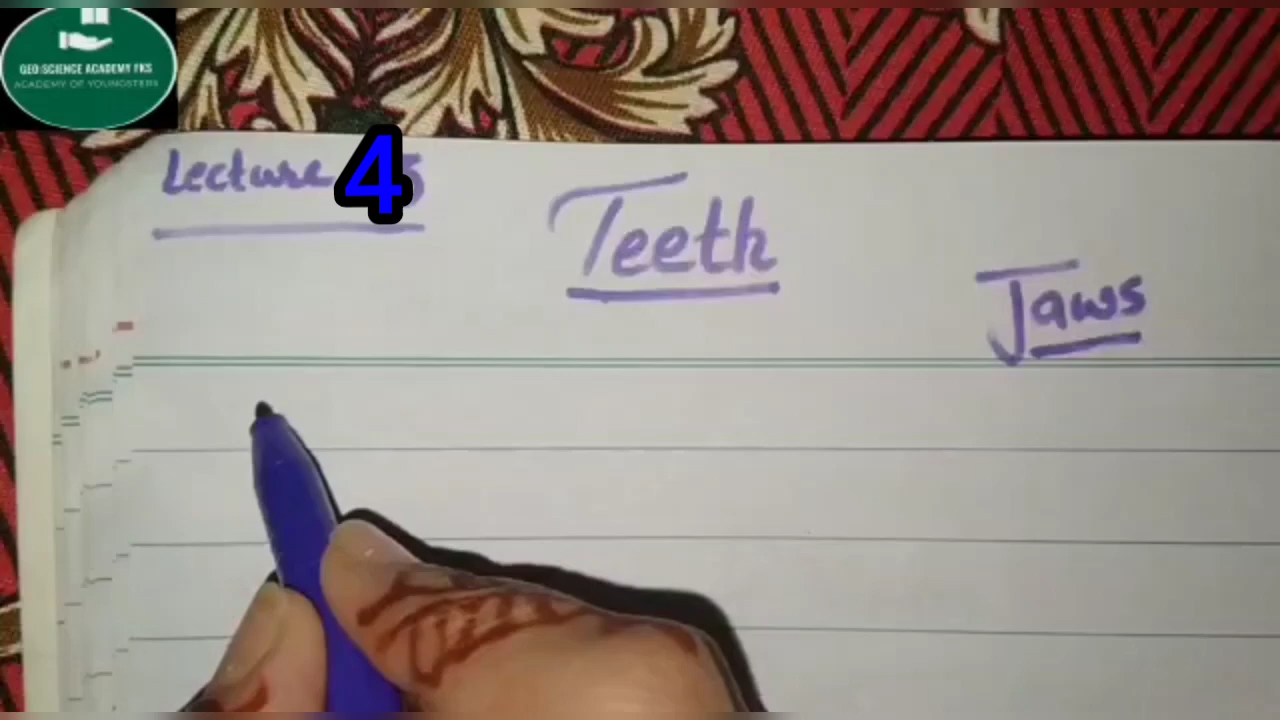 GEO SCIENCE ACADEMY FKS
ACADEMY OF YOUNGSTERS
Lecture 4
Teeth
Jaws